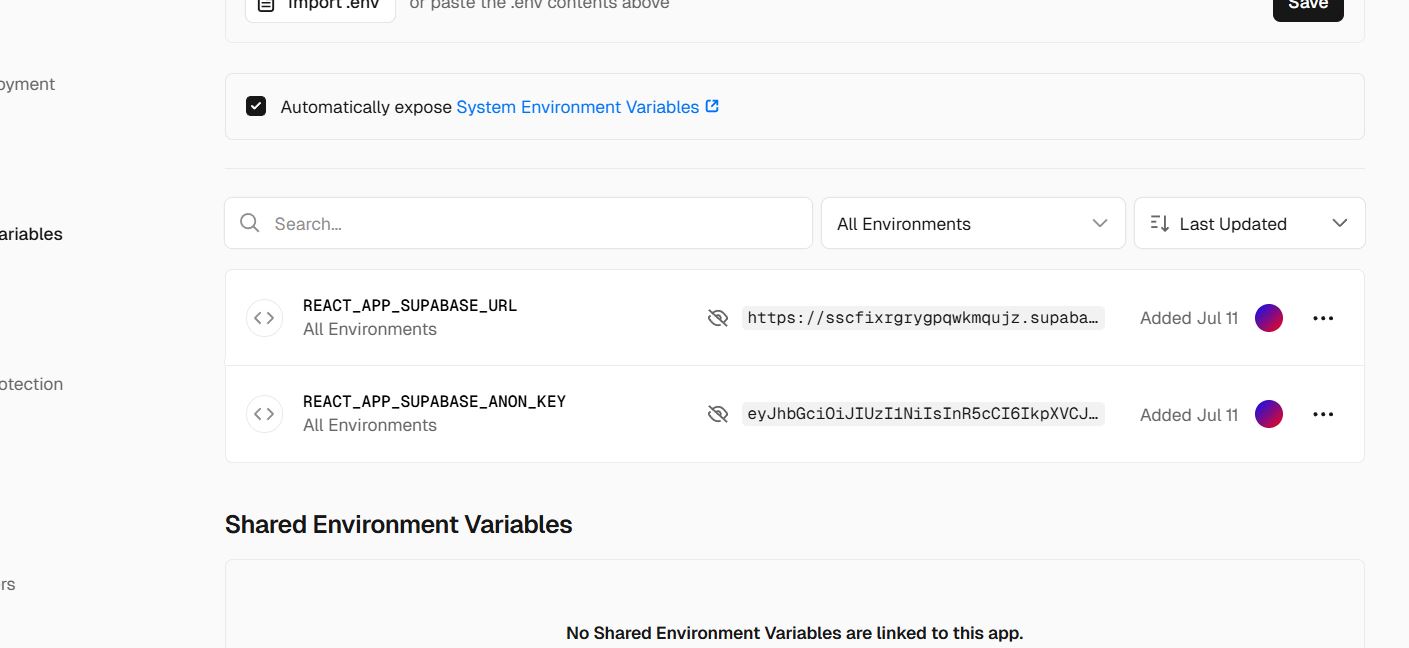 Import .env
or paste the .env contents above
Save
oyment
Automatically expose System Environment Variables
ariables
Search...
All Environments
Last Updated
REACT_APP_SUPABASE_URL
All Environments
https://sscfixrgrygpqwkmqujz.supaba…
Added Jul 11
otection
REACT_APP_SUPABASE_ANON_KEY
All Environments
eyJhbGciOiJIUzI1NiIsInR5cCI6IkpXVCJ…
Added Jul 11
Shared Environment Variables
rs
No Shared Environment Variables are linked to this app.